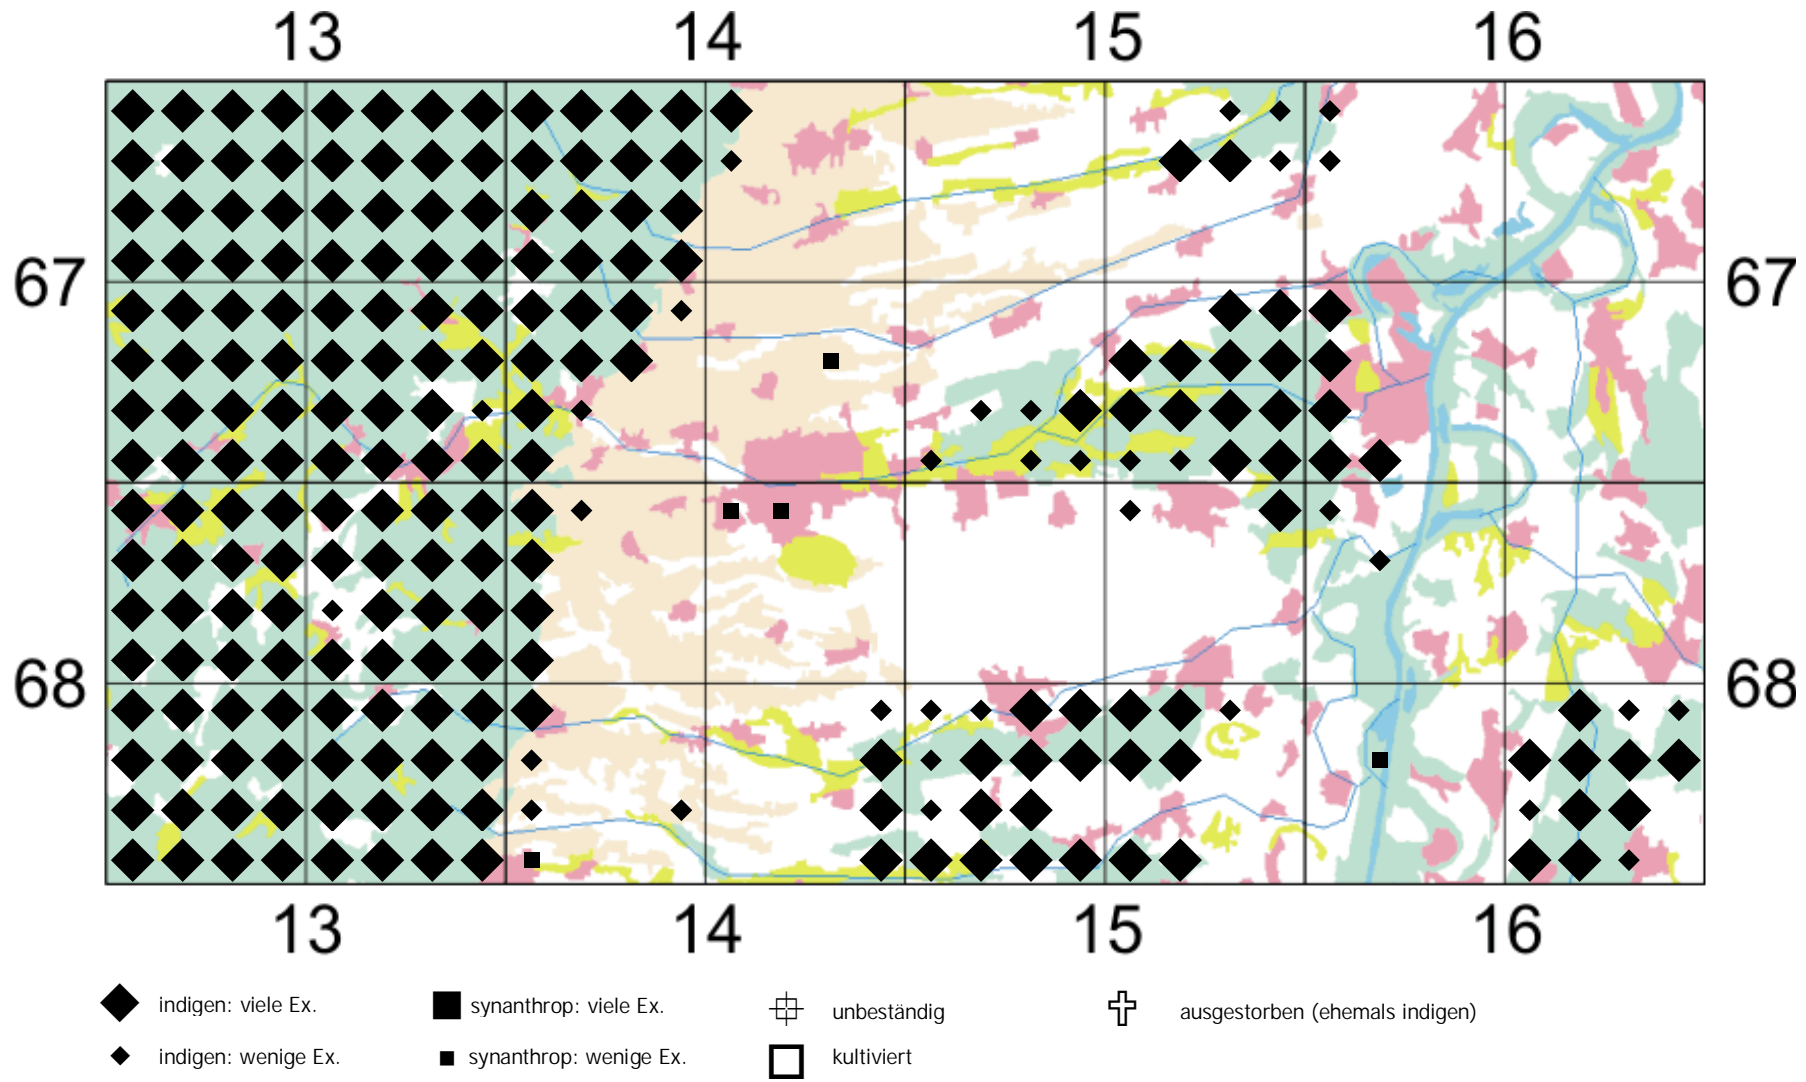 13 14 15 16
67 67
68 68
13 14 15 16
indigen: viele Ex. synanthrop: viele Ex. unbeständig ausgestorben (ehemals indigen)
indigen: wenige Ex. synanthrop: wenige Ex. kultiviert